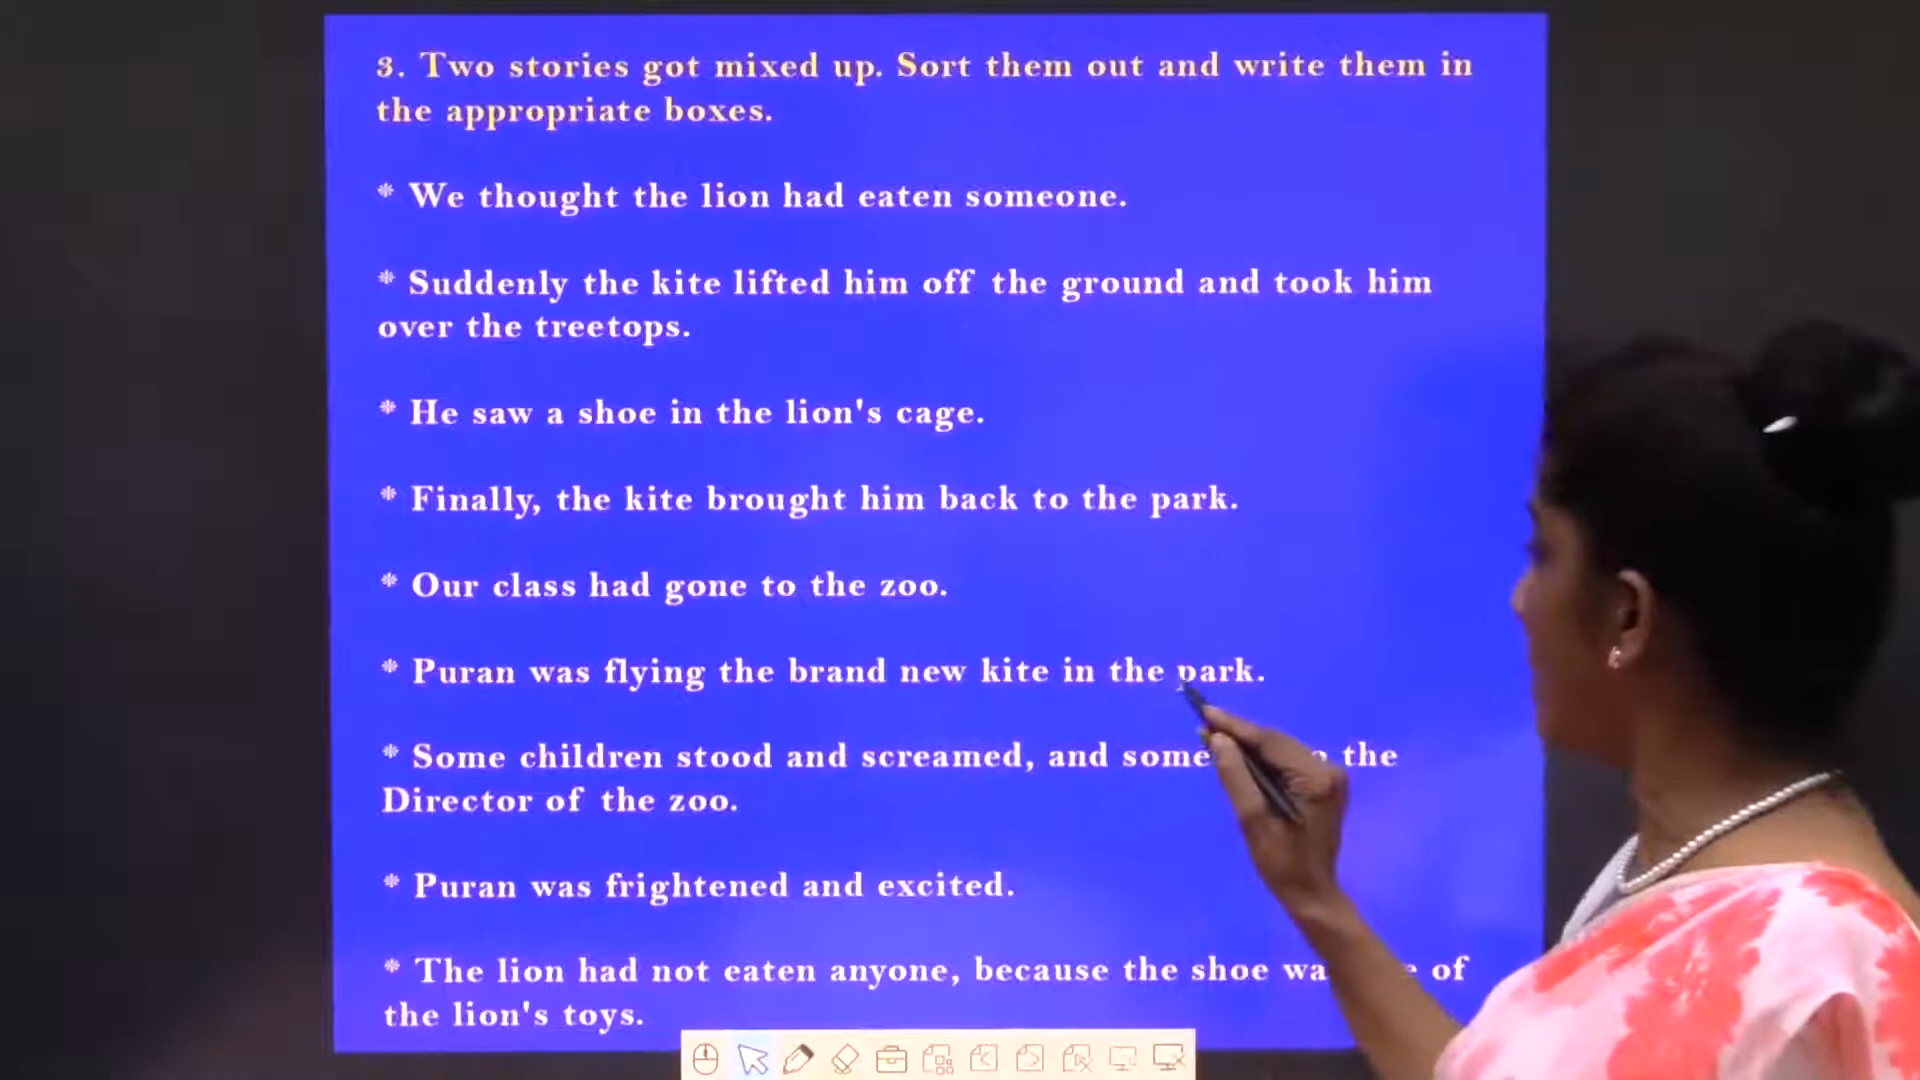 3. Two stories got mixed up. Sort them out and write them in
the appropriate boxes.
* We thought the lion had eaten someone.
* Suddenly the kite lifted him off the ground and took him
over the treetops.
* He saw a shoe in the lion's cage.
* Finally, the kite brought him back to the park.
* Our class had gone to the zoo.
* Puran was flying the brand new kite in the park.
* Some children stood and screamed, and some the
Director of the zoo.
* Puran was frightened and excited.
* The lion had not eaten anyone, because the shoe of
the lion's toys.